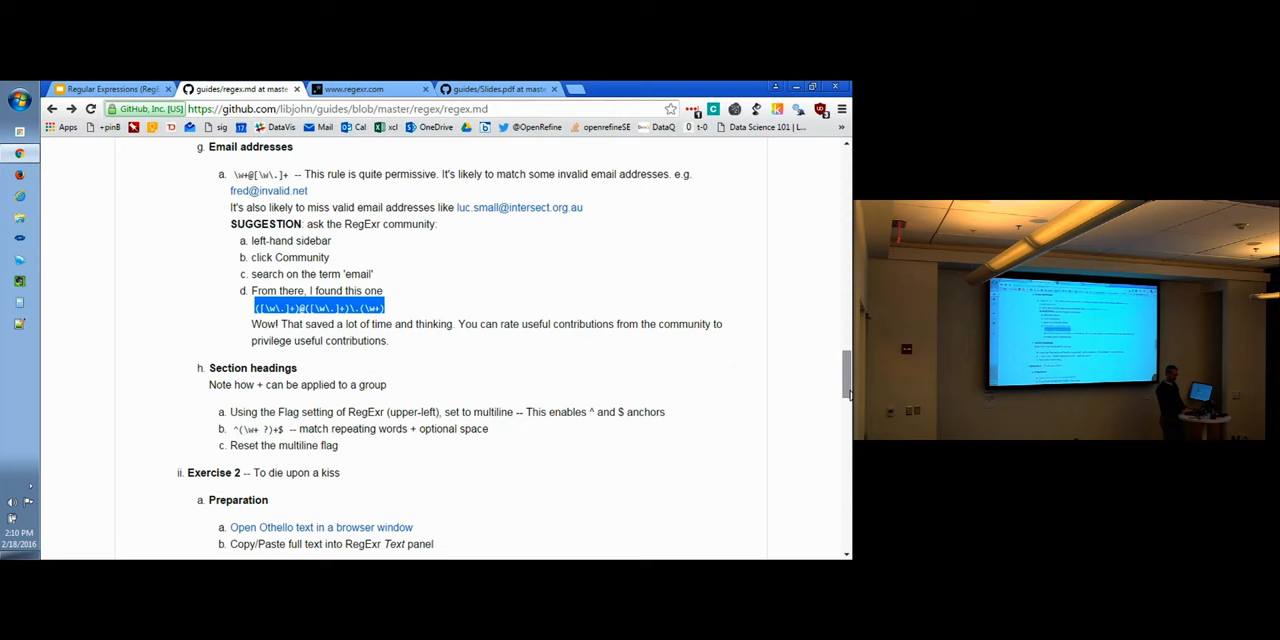 Regular Expressions (Reg
guides/regex.md at maste
www.regexr.com
guides/Slides.pdf at maste
GitHub, Inc. [US]
https://github.com/libjohn/guides/blob/master/regex/regex.md
Apps
+pinB
sig
DataVis
Mail
Cal
xcl
OneDrive
@OpenRefine
openrefineSE
DataQ
t-0
Data Science 101 | L...
g. Email addresses
a. \w+@[\w\.]+ -- This rule is quite permissive. It's likely to match some invalid email addresses. e.g.
fred@invalid.net
It's also likely to miss valid email addresses like luc.small@intersect.org.au
SUGGESTION: ask the RegExr community:
a. left-hand sidebar
b. click Community
c. search on the term 'email'
d. From there, I found this one
([\w\.]+)@([\w\.]+)\.(\w+)
Wow! That saved a lot of time and thinking. You can rate useful contributions from the community to
privilege useful contributions.
h. Section headings
Note how + can be applied to a group
a. Using the Flag setting of RegExr (upper-left), set to multiline -- This enables ^ and $ anchors
b. ^(\w+ ?)+$ -- match repeating words + optional space
c. Reset the multiline flag
ii. Exercise 2 -- To die upon a kiss
a. Preparation
a. Open Othello text in a browser window
b. Copy/Paste full text into RegExr Text panel
2:10 PM
2/18/2016